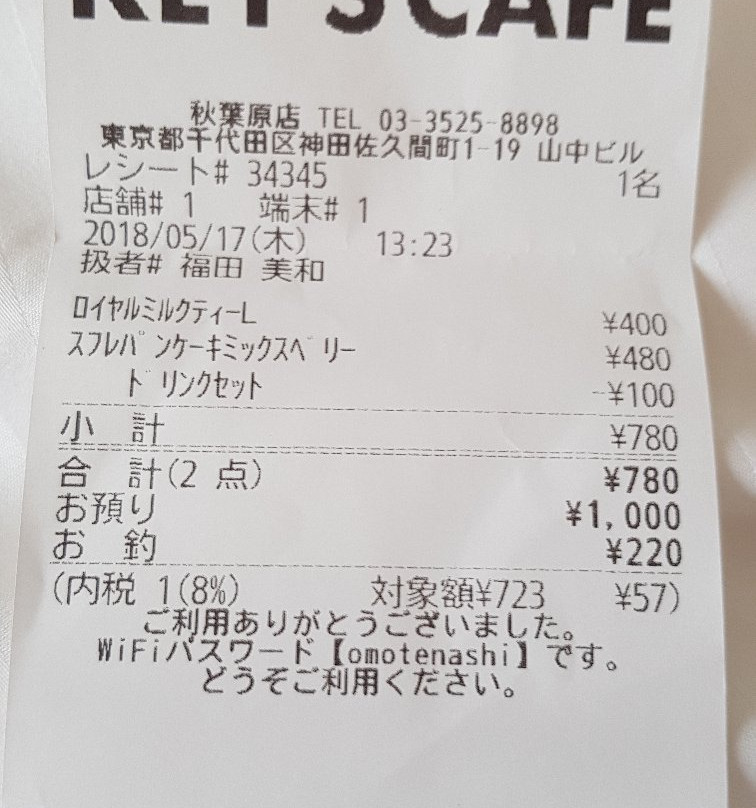 KEY'S CAFE
秋葉原店 TEL 03-3525-8898
東京都千代田区神田佐久間町1-19 山中ビル
レシート# 34345 1名
店舗# 1 端末# 1
2018/05/17(木) 13:23
扱者# 福田 美和
ロイヤルミルクティーL ¥400
スフレパンケーキミックスベリー ¥480
ドリンクセット -¥100
小 計 ¥780
合 計(2 点) ¥780
お預り ¥1,000
お 釣 ¥220
(内税 1(8%) 対象額¥723 ¥57)
ご利用ありがとうございました。
WiFiパスワード【omotenashi】です。
どうぞご利用ください。